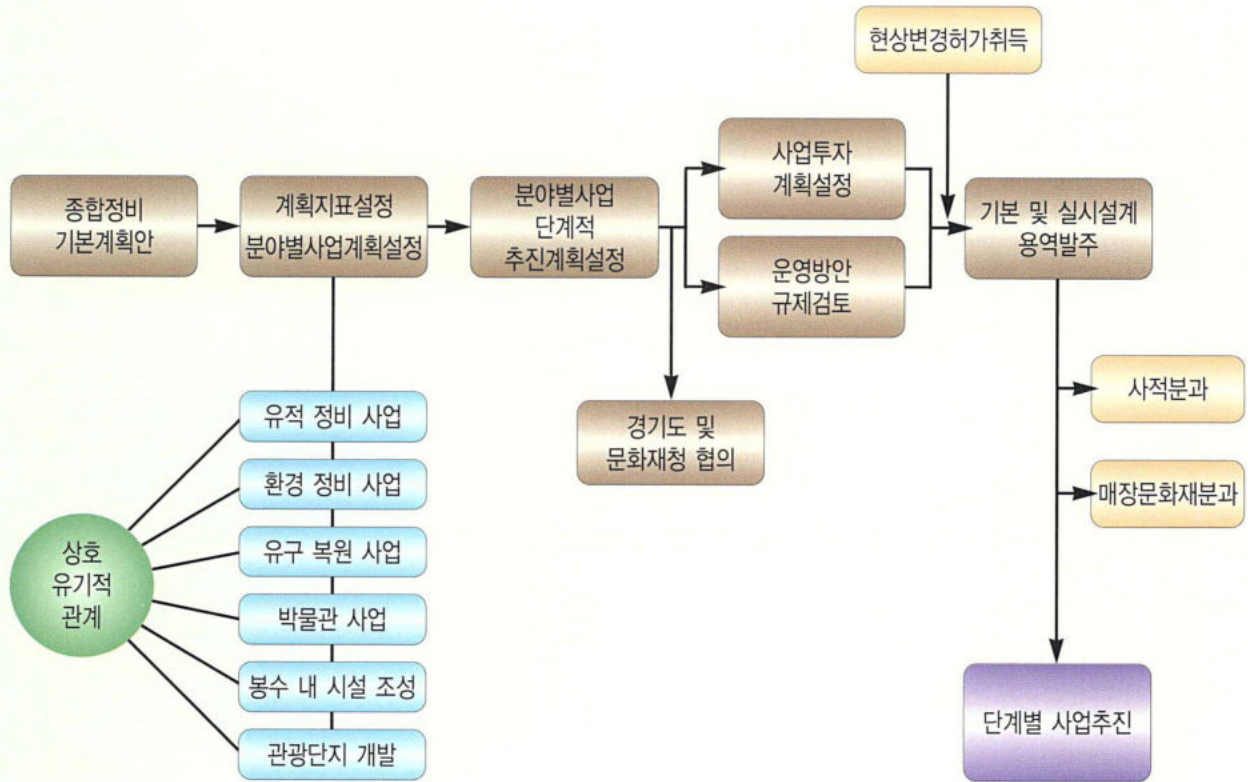 현상변경허가취득
종합정비
기본계획안
계획지표설정
분야별사업계획설정
분야별사업
단계적
추진계획설정
사업투자
계획설정
운영방안
규제검토
기본 및 실시설계
용역발주
경기도 및
문화재청 협의
사적분과
매장문화재분과
상호
유기적
관계
유적 정비 사업
환경 정비 사업
유구 복원 사업
박물관 사업
봉수 내 시설 조성
관광단지 개발
단계별 사업추진